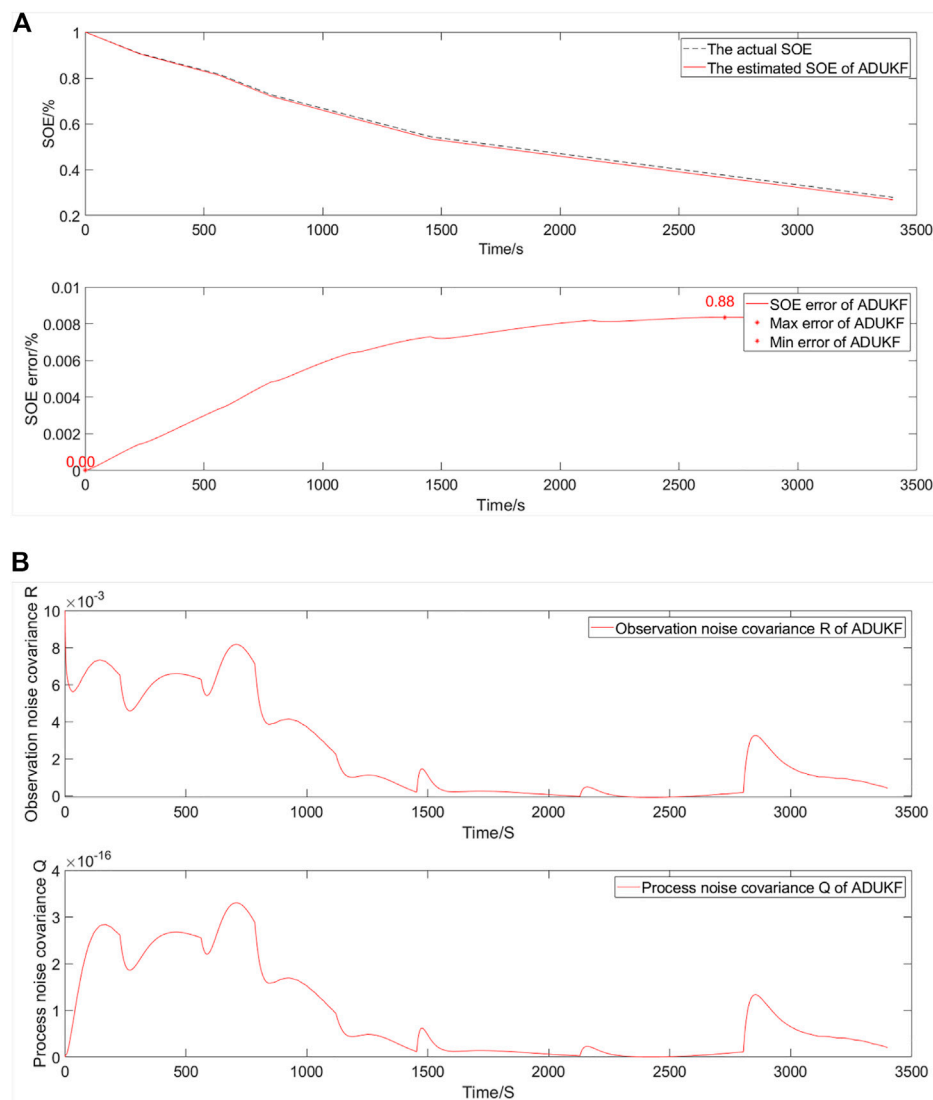 A
1
0.8
0.6
0.4
0.2
SOE/%
The actual SOE
The estimated SOE of ADUKF
0 500 1000 1500 2000 2500 3000 3500
Time/s
0.01
0.008
0.006
0.004
0.002
0
SOE error/%
0.88
0.00
SOE error of ADUKF
Max error of ADUKF
Min error of ADUKF
0 500 1000 1500 2000 2500 3000 3500
Time/s
B
×10-3
10
8
6
4
2
0
Observation noise covariance R
Observation noise covariance R of ADUKF
0 500 1000 1500 2000 2500 3000 3500
Time/S
×10-16
4
3
2
1
0
Process noise covariance Q
Process noise covariance Q of ADUKF
0 500 1000 1500 2000 2500 3000 3500
Time/S